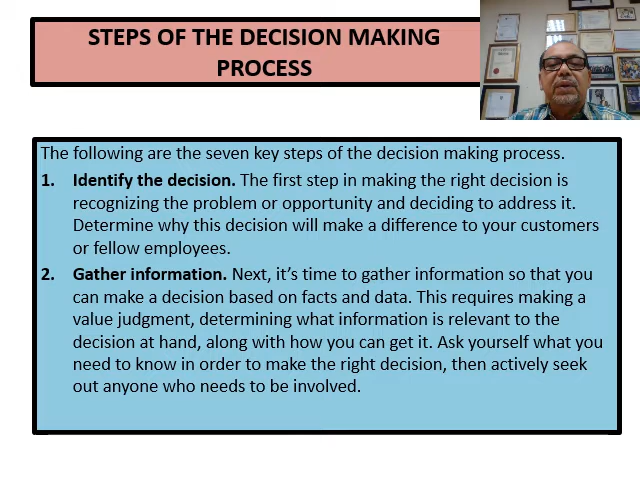 STEPS OF THE DECISION MAKING
PROCESS
The following are the seven key steps of the decision making process.
1. Identify the decision. The first step in making the right decision is
recognizing the problem or opportunity and deciding to address it.
Determine why this decision will make a difference to your customers
or fellow employees.
2. Gather information. Next, it’s time to gather information so that you
can make a decision based on facts and data. This requires making a
value judgment, determining what information is relevant to the
decision at hand, along with how you can get it. Ask yourself what you
need to know in order to make the right decision, then actively seek
out anyone who needs to be involved.